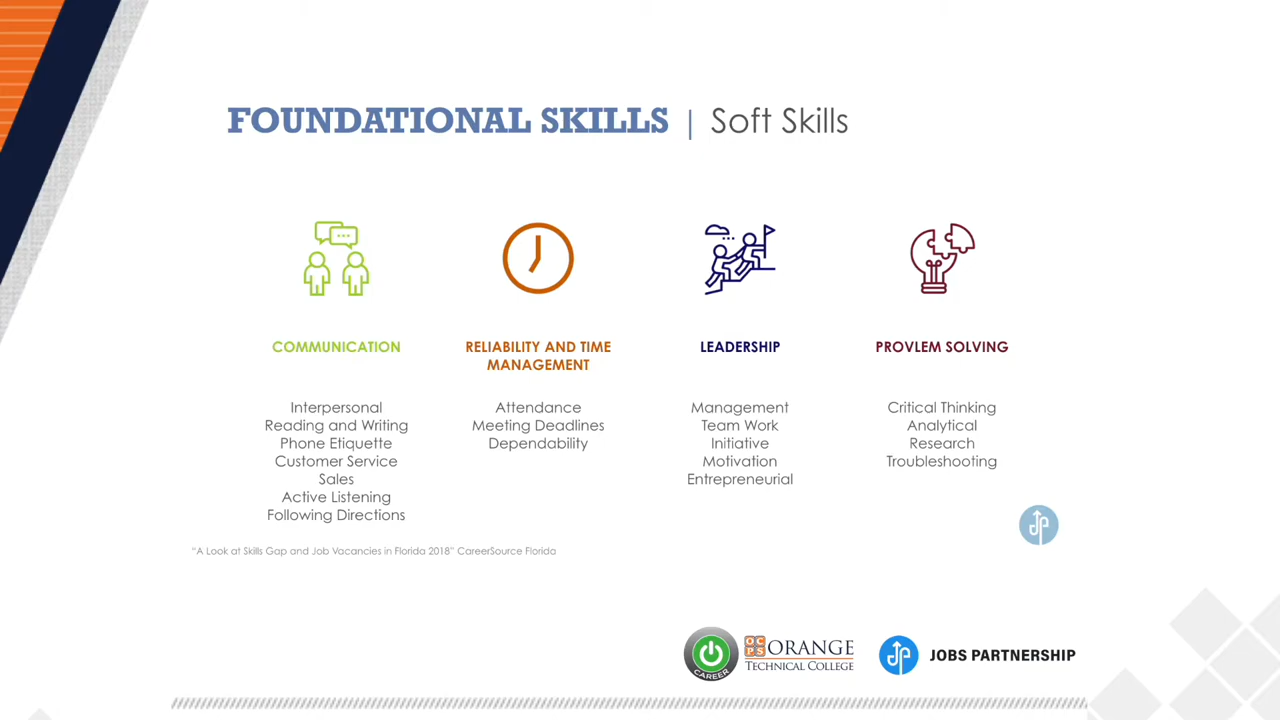 FOUNDATIONAL SKILLS | Soft Skills
COMMUNICATION
Interpersonal
Reading and Writing
Phone Etiquette
Customer Service
Sales
Active Listening
Following Directions
RELIABILITY AND TIME
MANAGEMENT
Attendance
Meeting Deadlines
Dependability
LEADERSHIP
Management
Team Work
Initiative
Motivation
Entrepreneurial
PROVLEM SOLVING
Critical Thinking
Analytical
Research
Troubleshooting
“A Look at Skills Gap and Job Vacancies in Florida 2018” CareerSource Florida
CAREER
OCPS
ORANGE
TECHNICAL COLLEGE
JOBS PARTNERSHIP